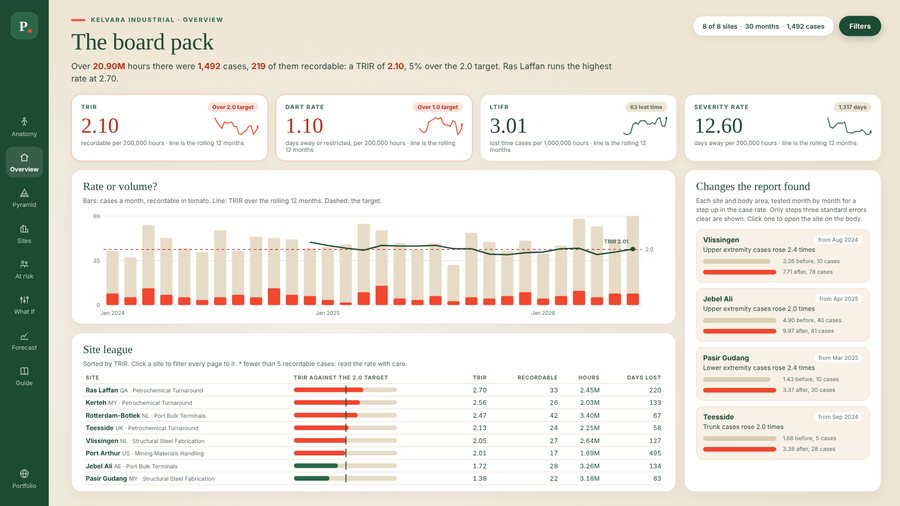 P.
Anatomy
Overview
Pyramid
Sites
At risk
What if
Forecast
Guide
Portfolio
KELVARA INDUSTRIAL · OVERVIEW
The board pack
Over 20.90M hours there were 1,492 cases, 219 of them recordable: a TRIR of 2.10, 5% over the 2.0 target. Ras Laffan runs the highest
rate at 2.70.
8 of 8 sites · 30 months · 1,492 cases
Filters
TRIR
Over 2.0 target
2.10
recordable per 200,000 hours · line is the rolling
12 months
DART RATE
Over 1.0 target
1.10
days away or restricted, per 200,000 hours · line is the rolling
12 months
LTIFR
63 lost time
3.01
lost time cases per 1,000,000 hours · line is the rolling 12
months
SEVERITY RATE
1,317 days
12.60
days away per 200,000 hours · line is the rolling
12 months
Rate or volume?
Bars: cases a month, recordable in tomato. Line: TRIR over the rolling 12 months. Dashed: the target.
69
35
0
TRIR 2.01
2.0
Jan 2024
Jan 2025
Jan 2026
Site league
Sorted by TRIR. Click a site to filter every page to it. * fewer than 5 recordable cases: read the rate with care.
SITE TRIR AGAINST THE 2.0 TARGET TRIR RECORDABLE HOURS DAYS LOST
Ras Laffan QA · Petrochemical Turnaround 2.70 33 2.45M 220
Kerteh MY · Petrochemical Turnaround 2.56 26 2.03M 133
Rotterdam-Botlek NL · Port Bulk Terminals 2.47 42 3.40M 67
Teesside UK · Petrochemical Turnaround 2.13 24 2.25M 58
Vlissingen NL · Structural Steel Fabrication 2.05 27 2.64M 127
Port Arthur US · Mining Materials Handling 2.01 17 1.69M 495
Jebel Ali AE · Port Bulk Terminals 1.72 28 3.26M 134
Pasir Gudang MY · Structural Steel Fabrication 1.38 22 3.18M 83
Changes the report found
Each site and body area, tested month by month for a
step up in the case rate. Only steps three standard errors
clear are shown. Click one to open the site on the body.
Vlissingen
from Aug 2024
Upper extremity cases rose 2.4 times
3.26 before, 10 cases
7.71 after, 78 cases
Jebel Ali
from Apr 2025
Upper extremity cases rose 2.0 times
4.90 before, 40 cases
9.97 after, 81 cases
Pasir Gudang
from Mar 2025
Lower extremity cases rose 2.4 times
1.43 before, 10 cases
3.37 after, 30 cases
Teesside
from Sep 2024
Trunk cases rose 2.0 times
1.68 before, 5 cases
3.38 after, 28 cases